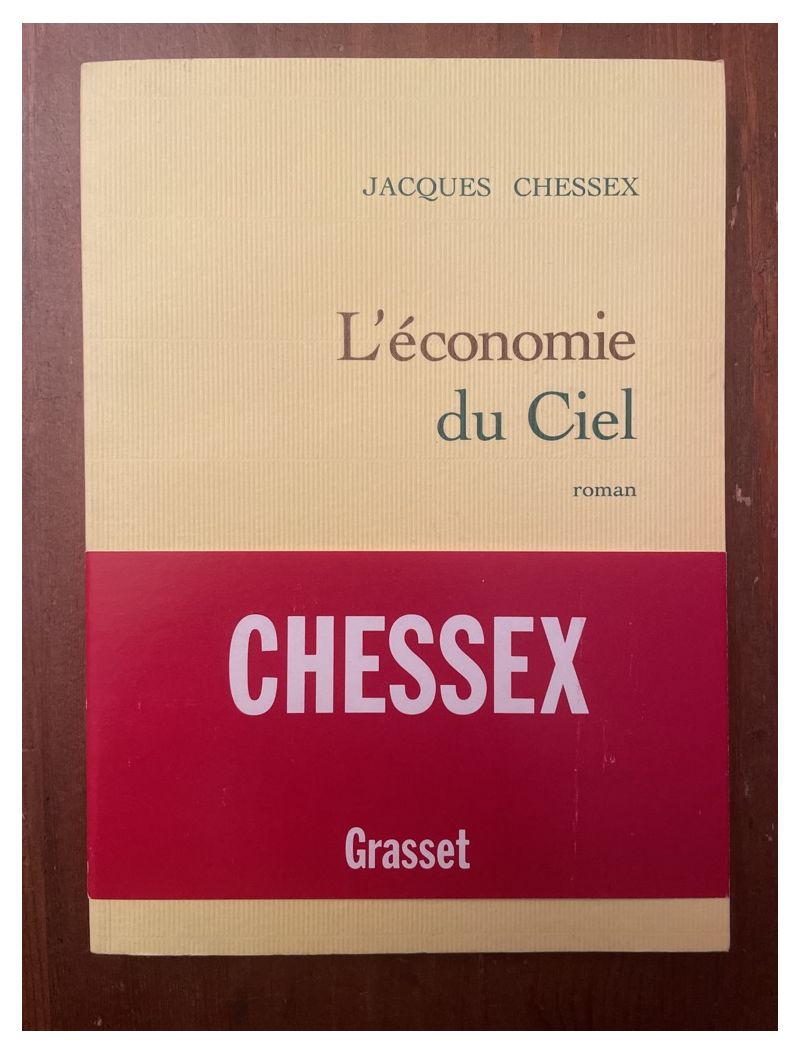 JACQUES CHESSEX
L'économie
du Ciel
roman
CHESSEX
Grasset